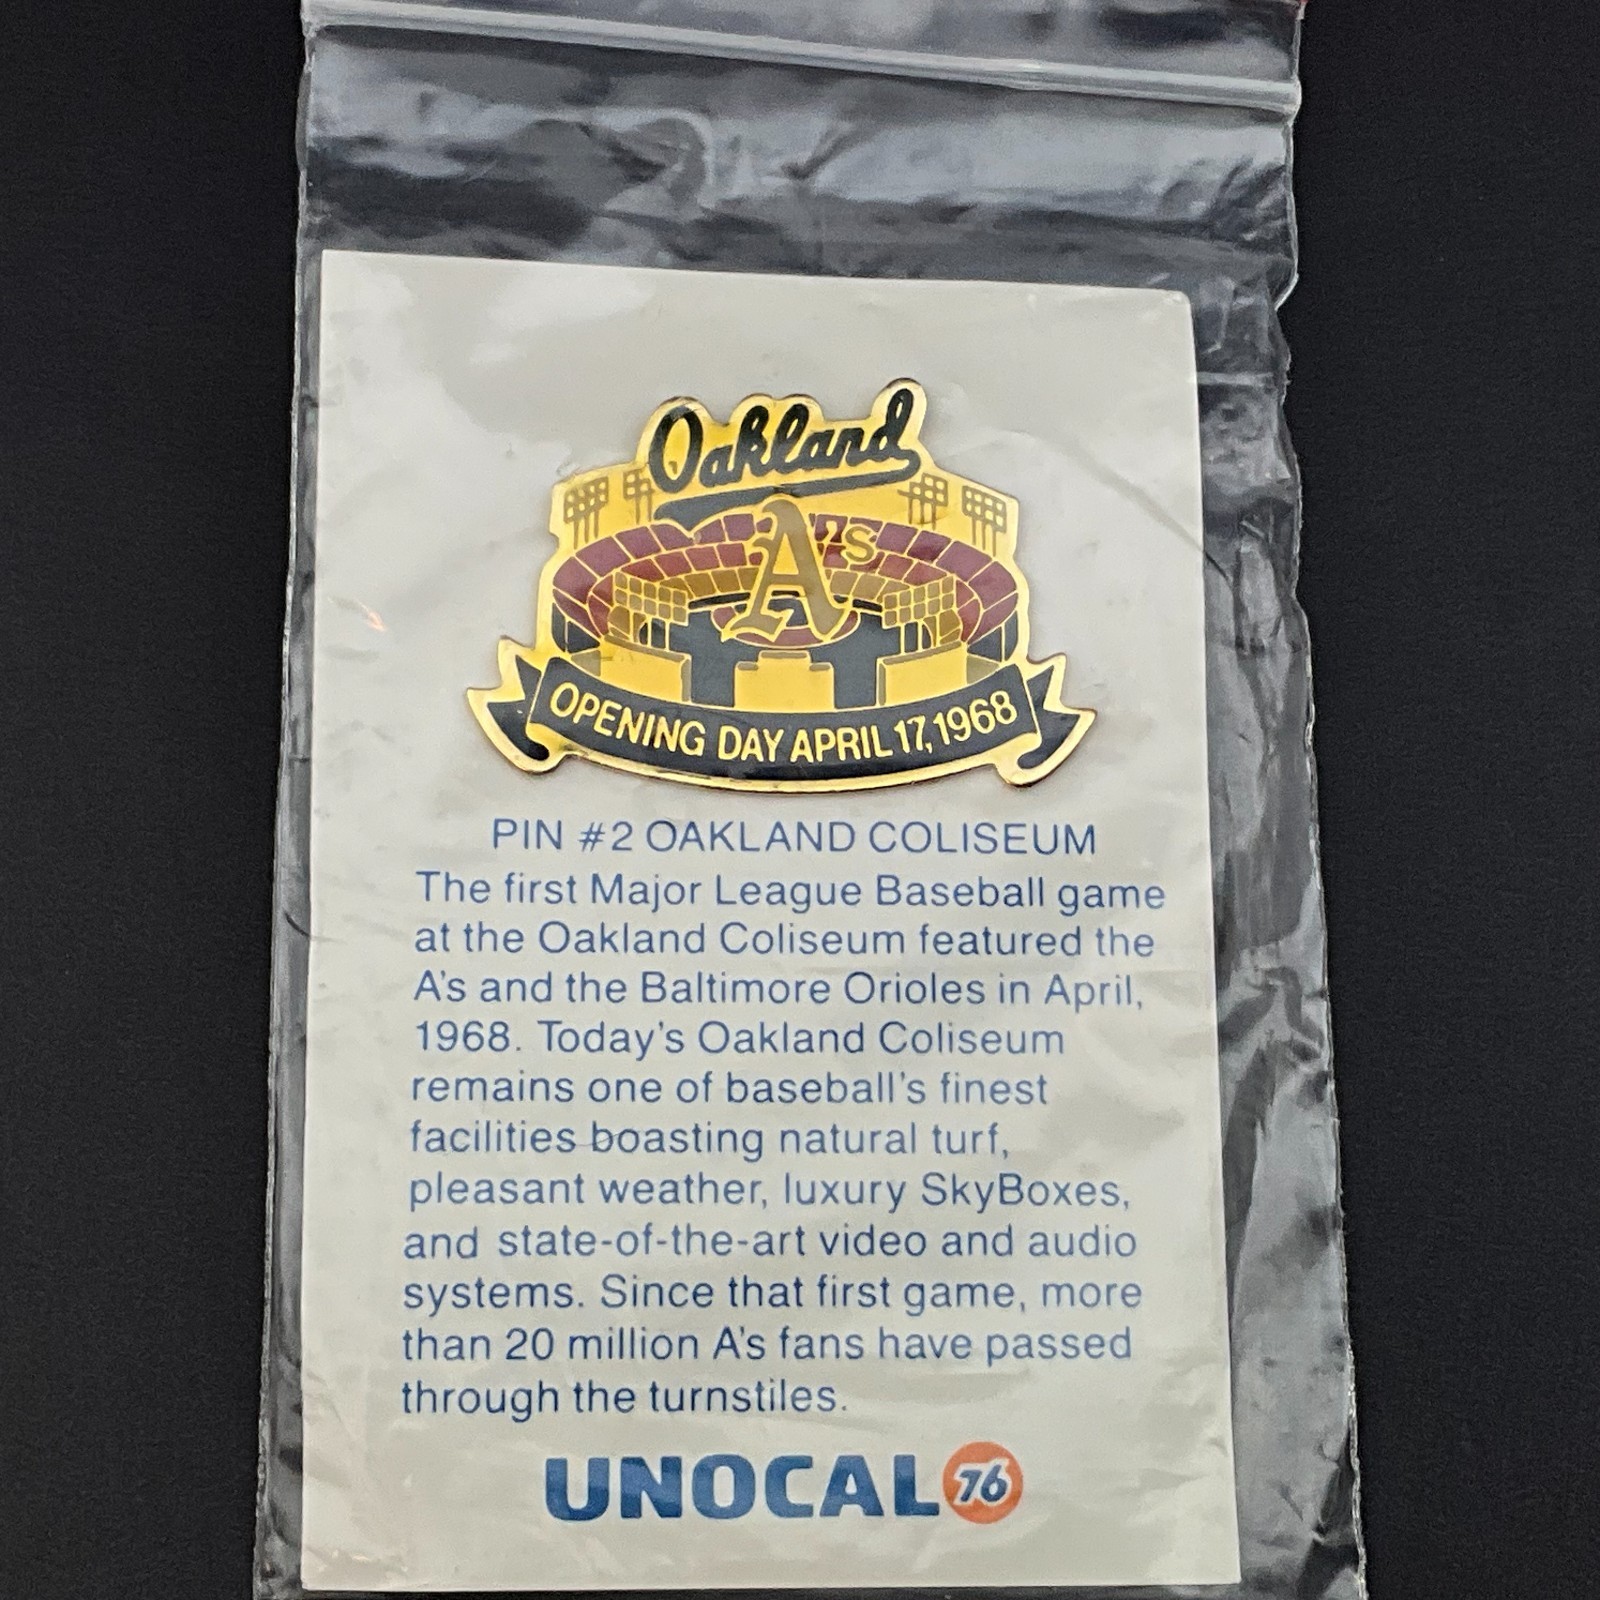 Oakland
A's
OPENING DAY APRIL 17, 1968
PIN #2 OAKLAND COLISEUM
The first Major League Baseball game
at the Oakland Coliseum featured the
A's and the Baltimore Orioles in April,
1968. Today's Oakland Coliseum
remains one of baseball's finest
facilities boasting natural turf,
pleasant weather, luxury SkyBoxes,
and state-of-the-art video and audio
systems. Since that first game, more
than 20 million A's fans have passed
through the turnstiles.
UNOCAL 76